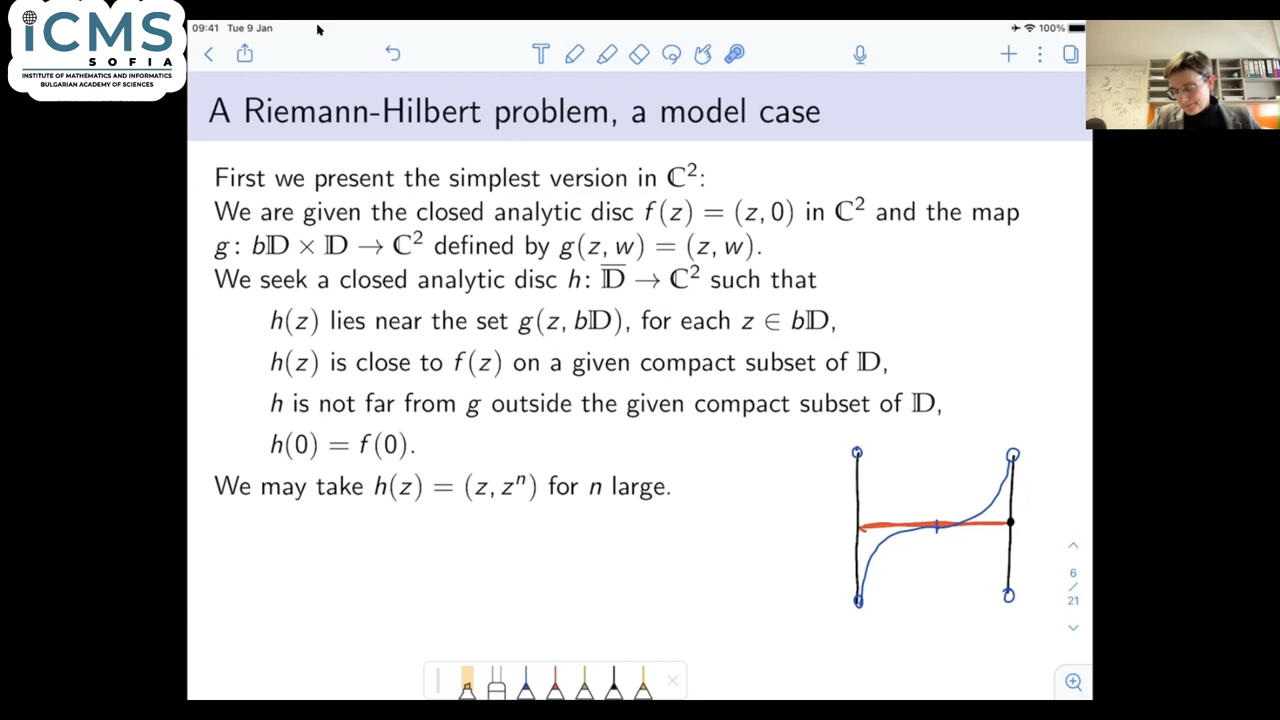 iCMS
SOFIA
INSTITUTE OF MATHEMATICS AND INFORMATICS
BULGARIAN ACADEMY OF SCIENCES
09:41 Tue 9 Jan
100%
A Riemann-Hilbert problem, a model case
First we present the simplest version in ℂ²:
We are given the closed analytic disc f(z) = (z, 0) in ℂ² and the map
g: b𝔻 × 𝔻 → ℂ² defined by g(z, w) = (z, w).
We seek a closed analytic disc h: 𝔻̅ → ℂ² such that
h(z) lies near the set g(z, b𝔻), for each z ∈ b𝔻,
h(z) is close to f(z) on a given compact subset of 𝔻,
h is not far from g outside the given compact subset of 𝔻,
h(0) = f(0).
We may take h(z) = (z, zⁿ) for n large.
6
/
21